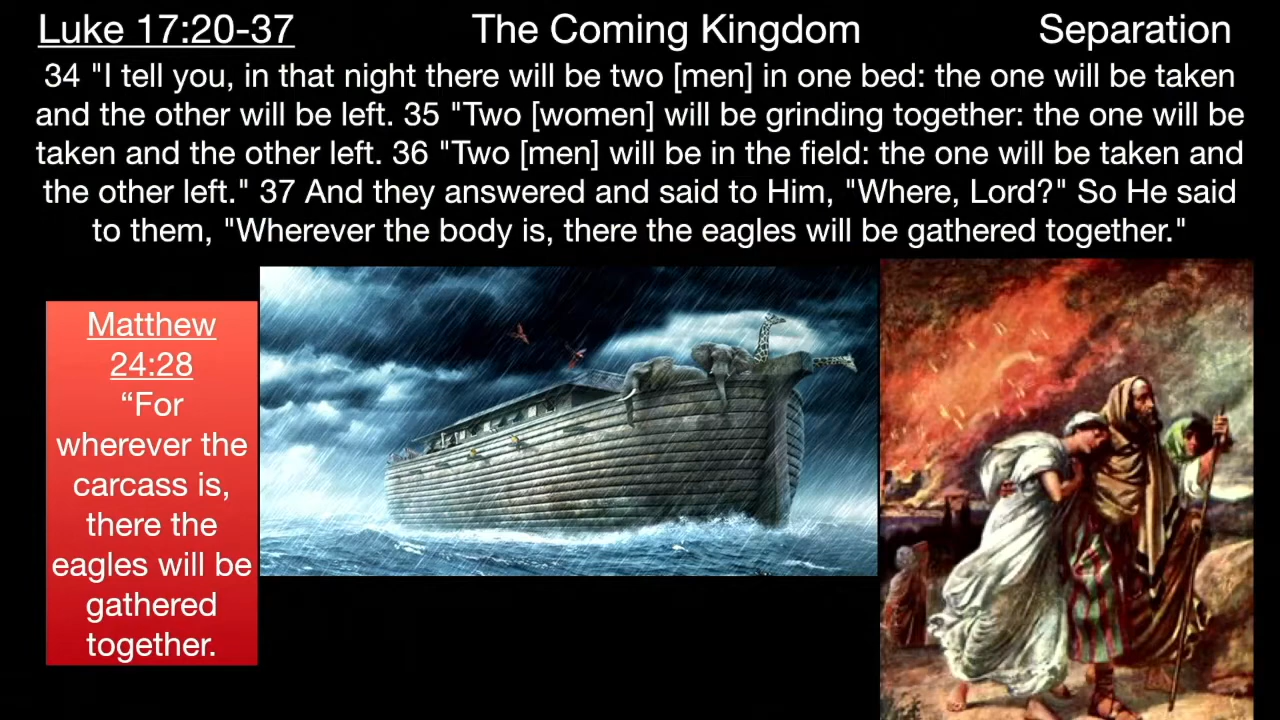 Luke 17:20-37 The Coming Kingdom Separation
34 "I tell you, in that night there will be two [men] in one bed: the one will be taken
and the other will be left. 35 "Two [women] will be grinding together: the one will be
taken and the other left. 36 "Two [men] will be in the field: the one will be taken and
the other left." 37 And they answered and said to Him, "Where, Lord?" So He said
to them, "Wherever the body is, there the eagles will be gathered together."
Matthew
24:28
“For
wherever the
carcass is,
there the
eagles will be
gathered
together.